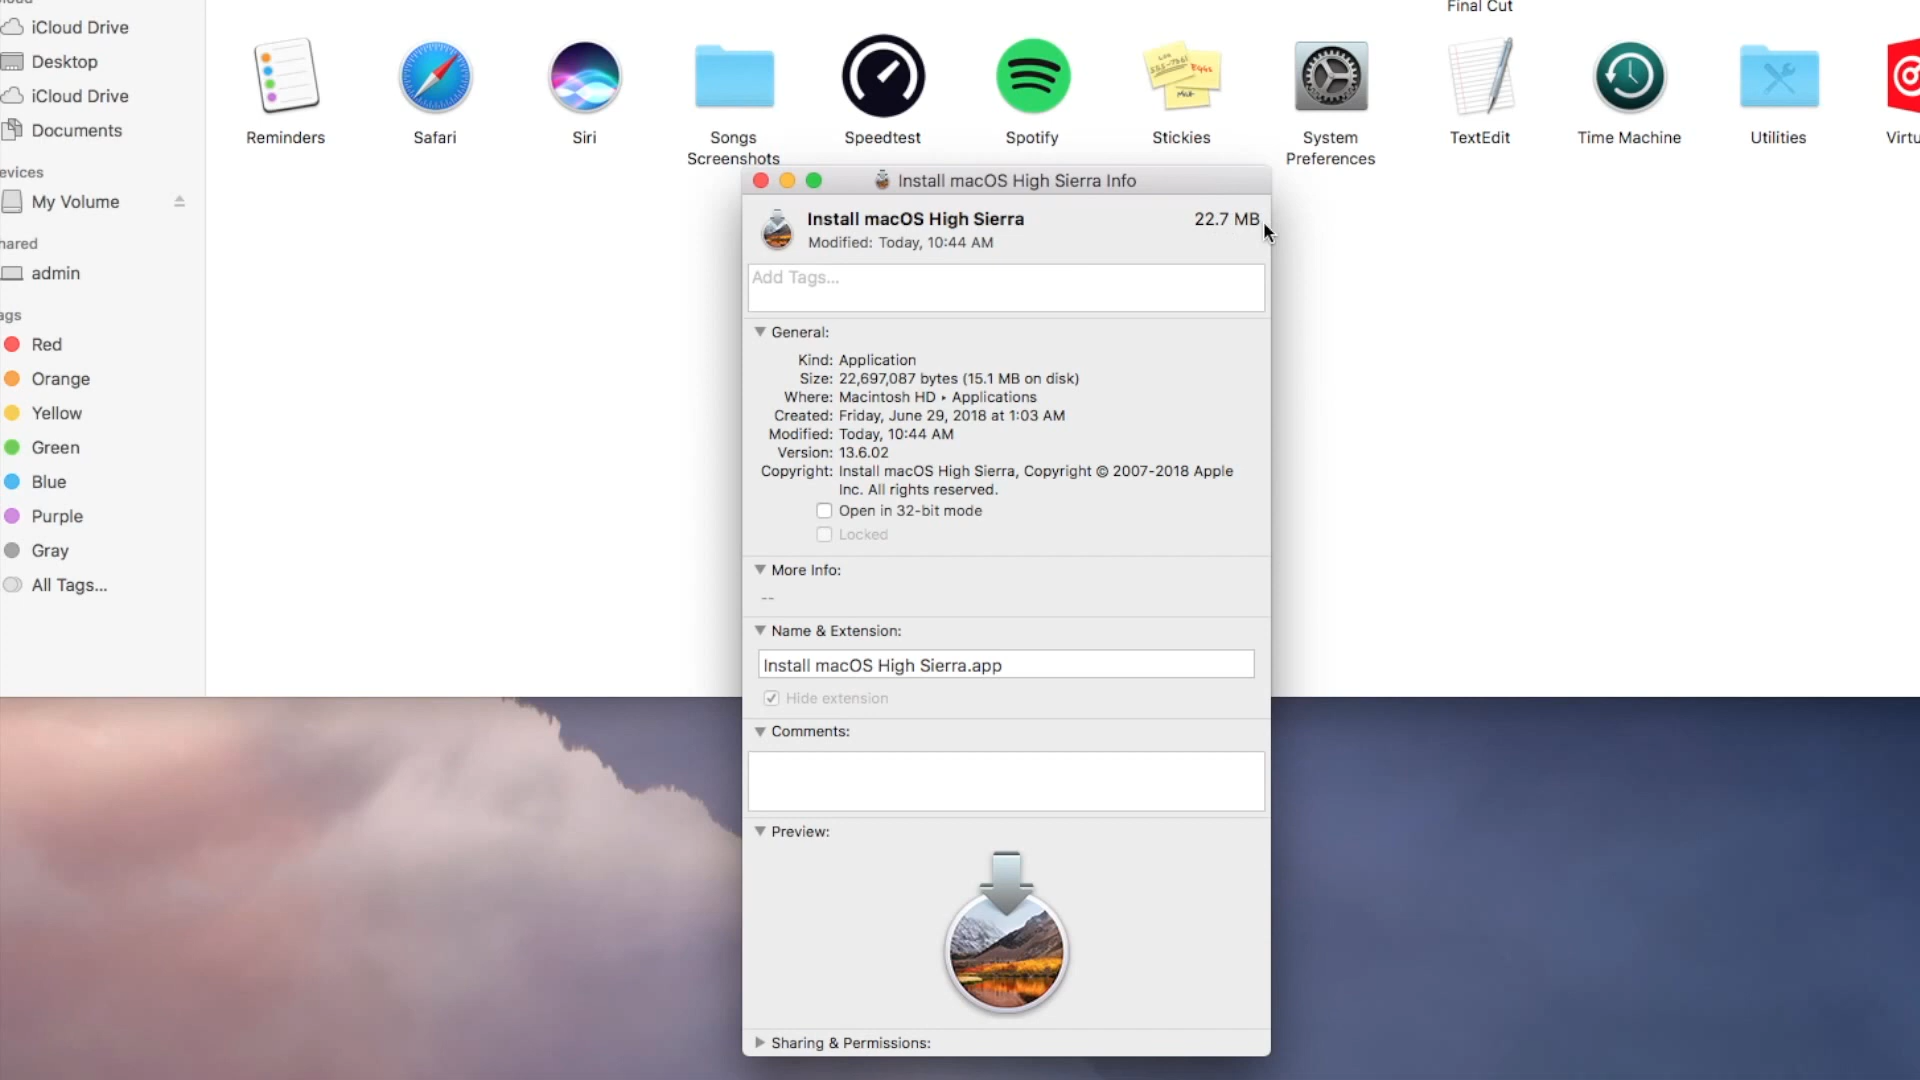 Final Cut
iCloud Drive
Desktop
iCloud Drive
Documents
evices
My Volume
hared
admin
ags
Red
Orange
Yellow
Green
Blue
Purple
Gray
All Tags...
Reminders
Safari
Siri
Songs
Screenshots
Speedtest
Spotify
Stickies
System
Preferences
TextEdit
Time Machine
Utilities
Virtu
Install macOS High Sierra Info
Install macOS High Sierra 22.7 MB
Modified: Today, 10:44 AM
Add Tags...
General:
Kind: Application
Size: 22,697,087 bytes (15.1 MB on disk)
Where: Macintosh HD ▸ Applications
Created: Friday, June 29, 2018 at 1:03 AM
Modified: Today, 10:44 AM
Version: 13.6.02
Copyright: Install macOS High Sierra, Copyright © 2007-2018 Apple
Inc. All rights reserved.
Open in 32-bit mode
Locked
More Info:
--
Name & Extension:
Install macOS High Sierra.app
Hide extension
Comments:
Preview:
Sharing & Permissions: